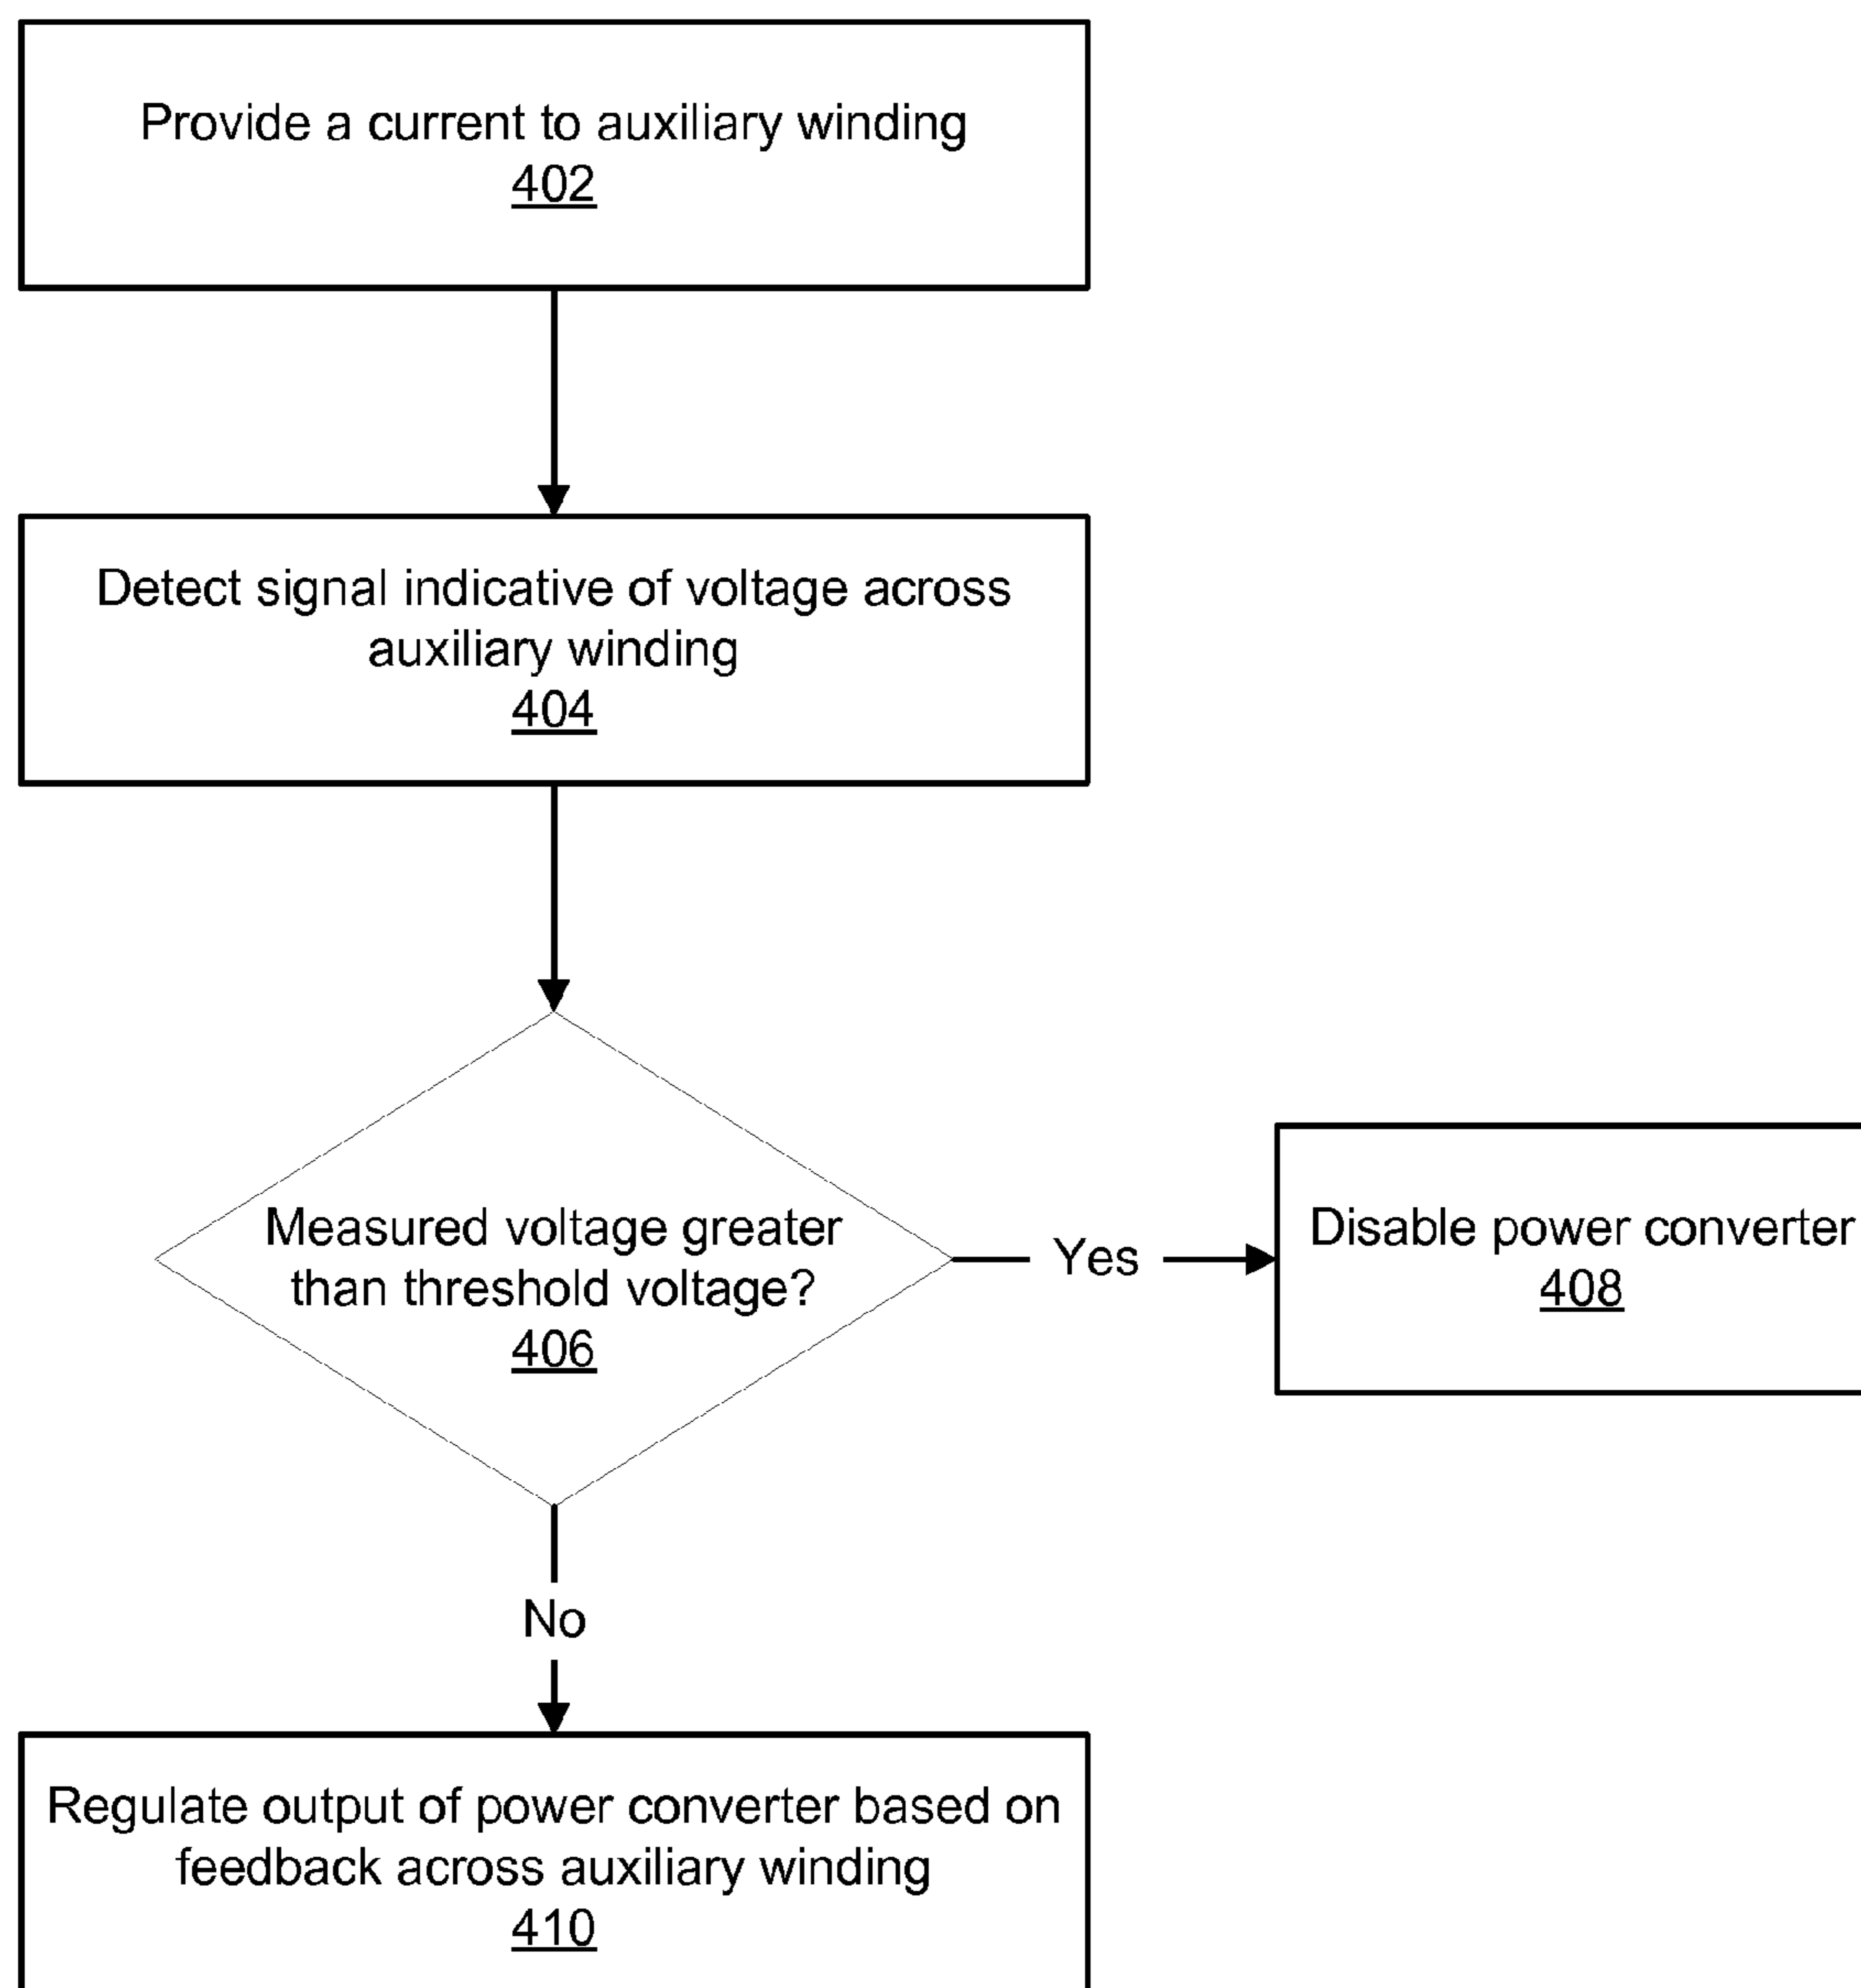 Provide a current to auxiliary winding
402
Detect signal indicative of voltage across
auxiliary winding
404
Measured voltage greater
than threshold voltage?
406
Yes
Disable power converter
408
No
Regulate output of power converter based on
feedback across auxiliary winding
410